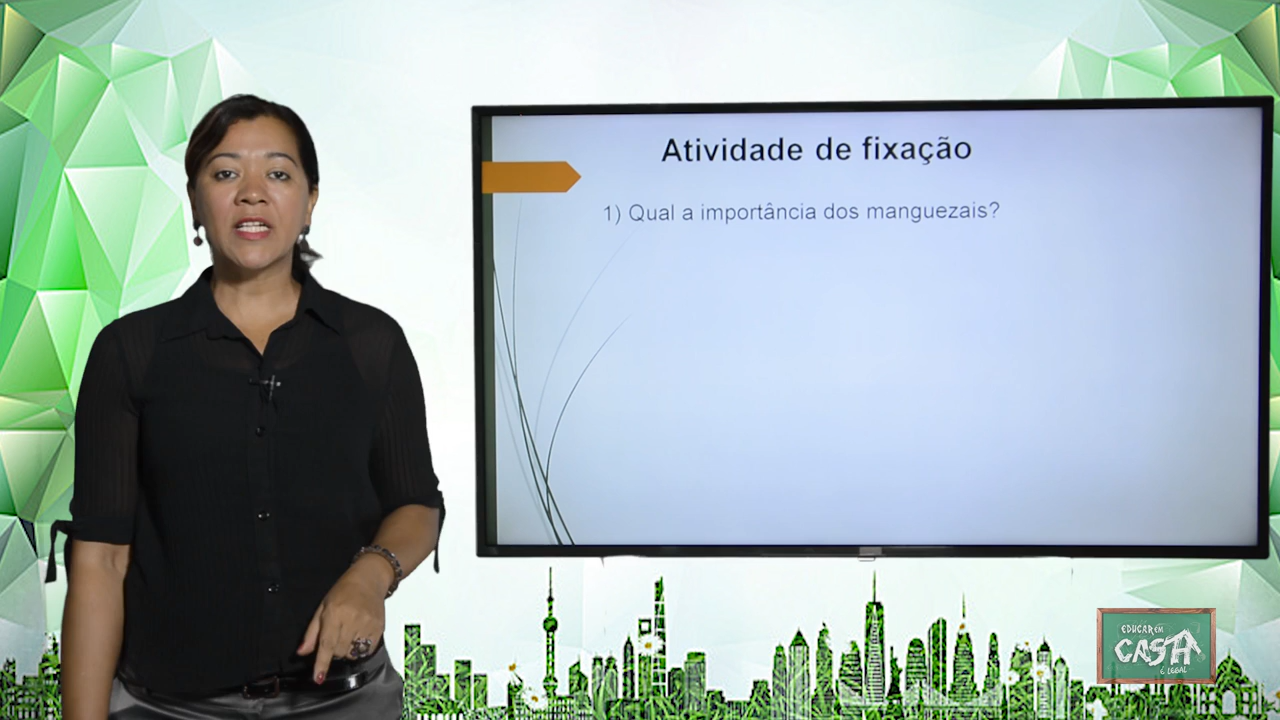 Atividade de fixação
1) Qual a importância dos manguezais?
EDUCAR EM
CASA
É LEGAL